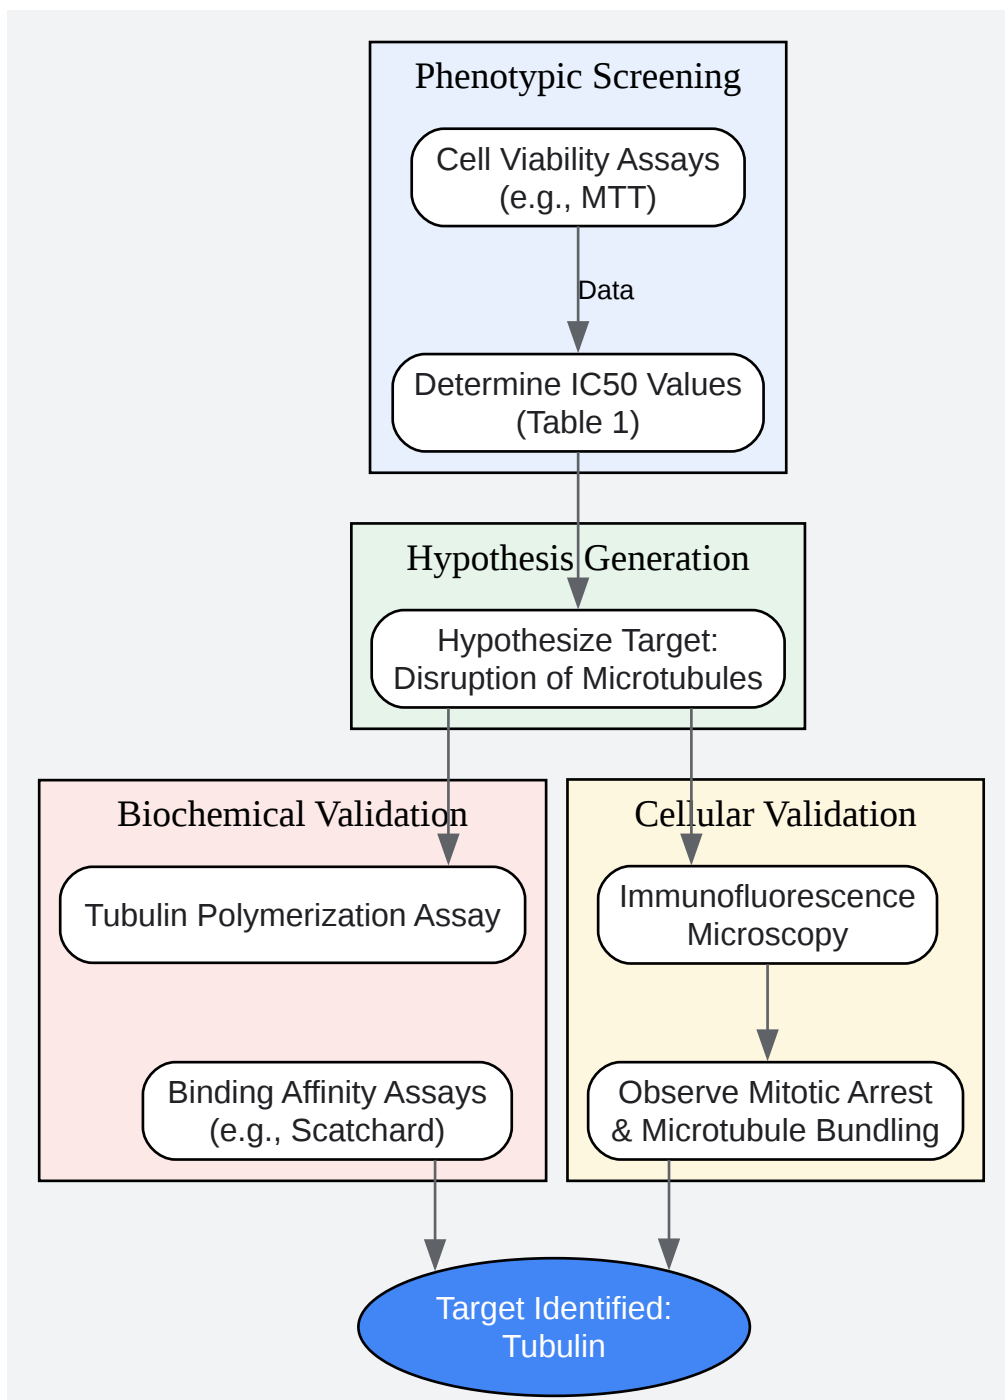 Phenotypic Screening
Cell Viability Assays
(e.g., MTT)
Data
Determine IC50 Values
(Table 1)
Hypothesis Generation
Hypothesize Target:
Disruption of Microtubules
Biochemical Validation
Tubulin Polymerization Assay
Binding Affinity Assays
(e.g., Scatchard)
Cellular Validation
Immunofluorescence
Microscopy
Observe Mitotic Arrest
& Microtubule Bundling
Target Identified:
Tubulin